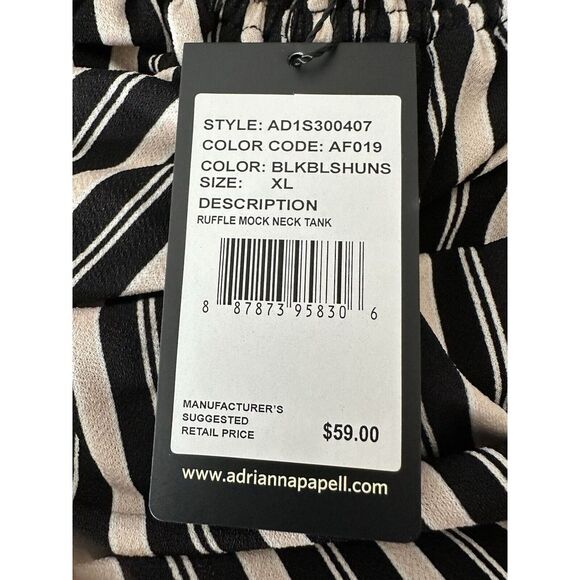 STYLE: AD1S300407
COLOR CODE: AF019
COLOR: BLKBLSHUNS
SIZE: XL
DESCRIPTION
RUFFLE MOCK NECK TANK
8 87873 95830 6
MANUFACTURER'S
SUGGESTED
RETAIL PRICE $59.00
www.adriannapapell.com